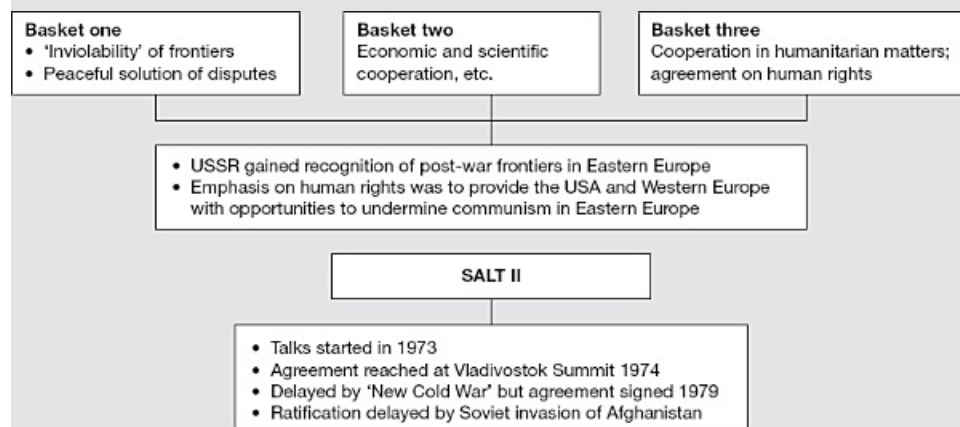 Basket one
• ‘Inviolability’ of frontiers
• Peaceful solution of disputes
Basket two
Economic and scientific
cooperation, etc.
Basket three
Cooperation in humanitarian matters;
agreement on human rights
• USSR gained recognition of post-war frontiers in Eastern Europe
• Emphasis on human rights was to provide the USA and Western Europe
with opportunities to undermine communism in Eastern Europe
SALT II
• Talks started in 1973
• Agreement reached at Vladivostok Summit 1974
• Delayed by ‘New Cold War’ but agreement signed 1979
• Ratification delayed by Soviet invasion of Afghanistan